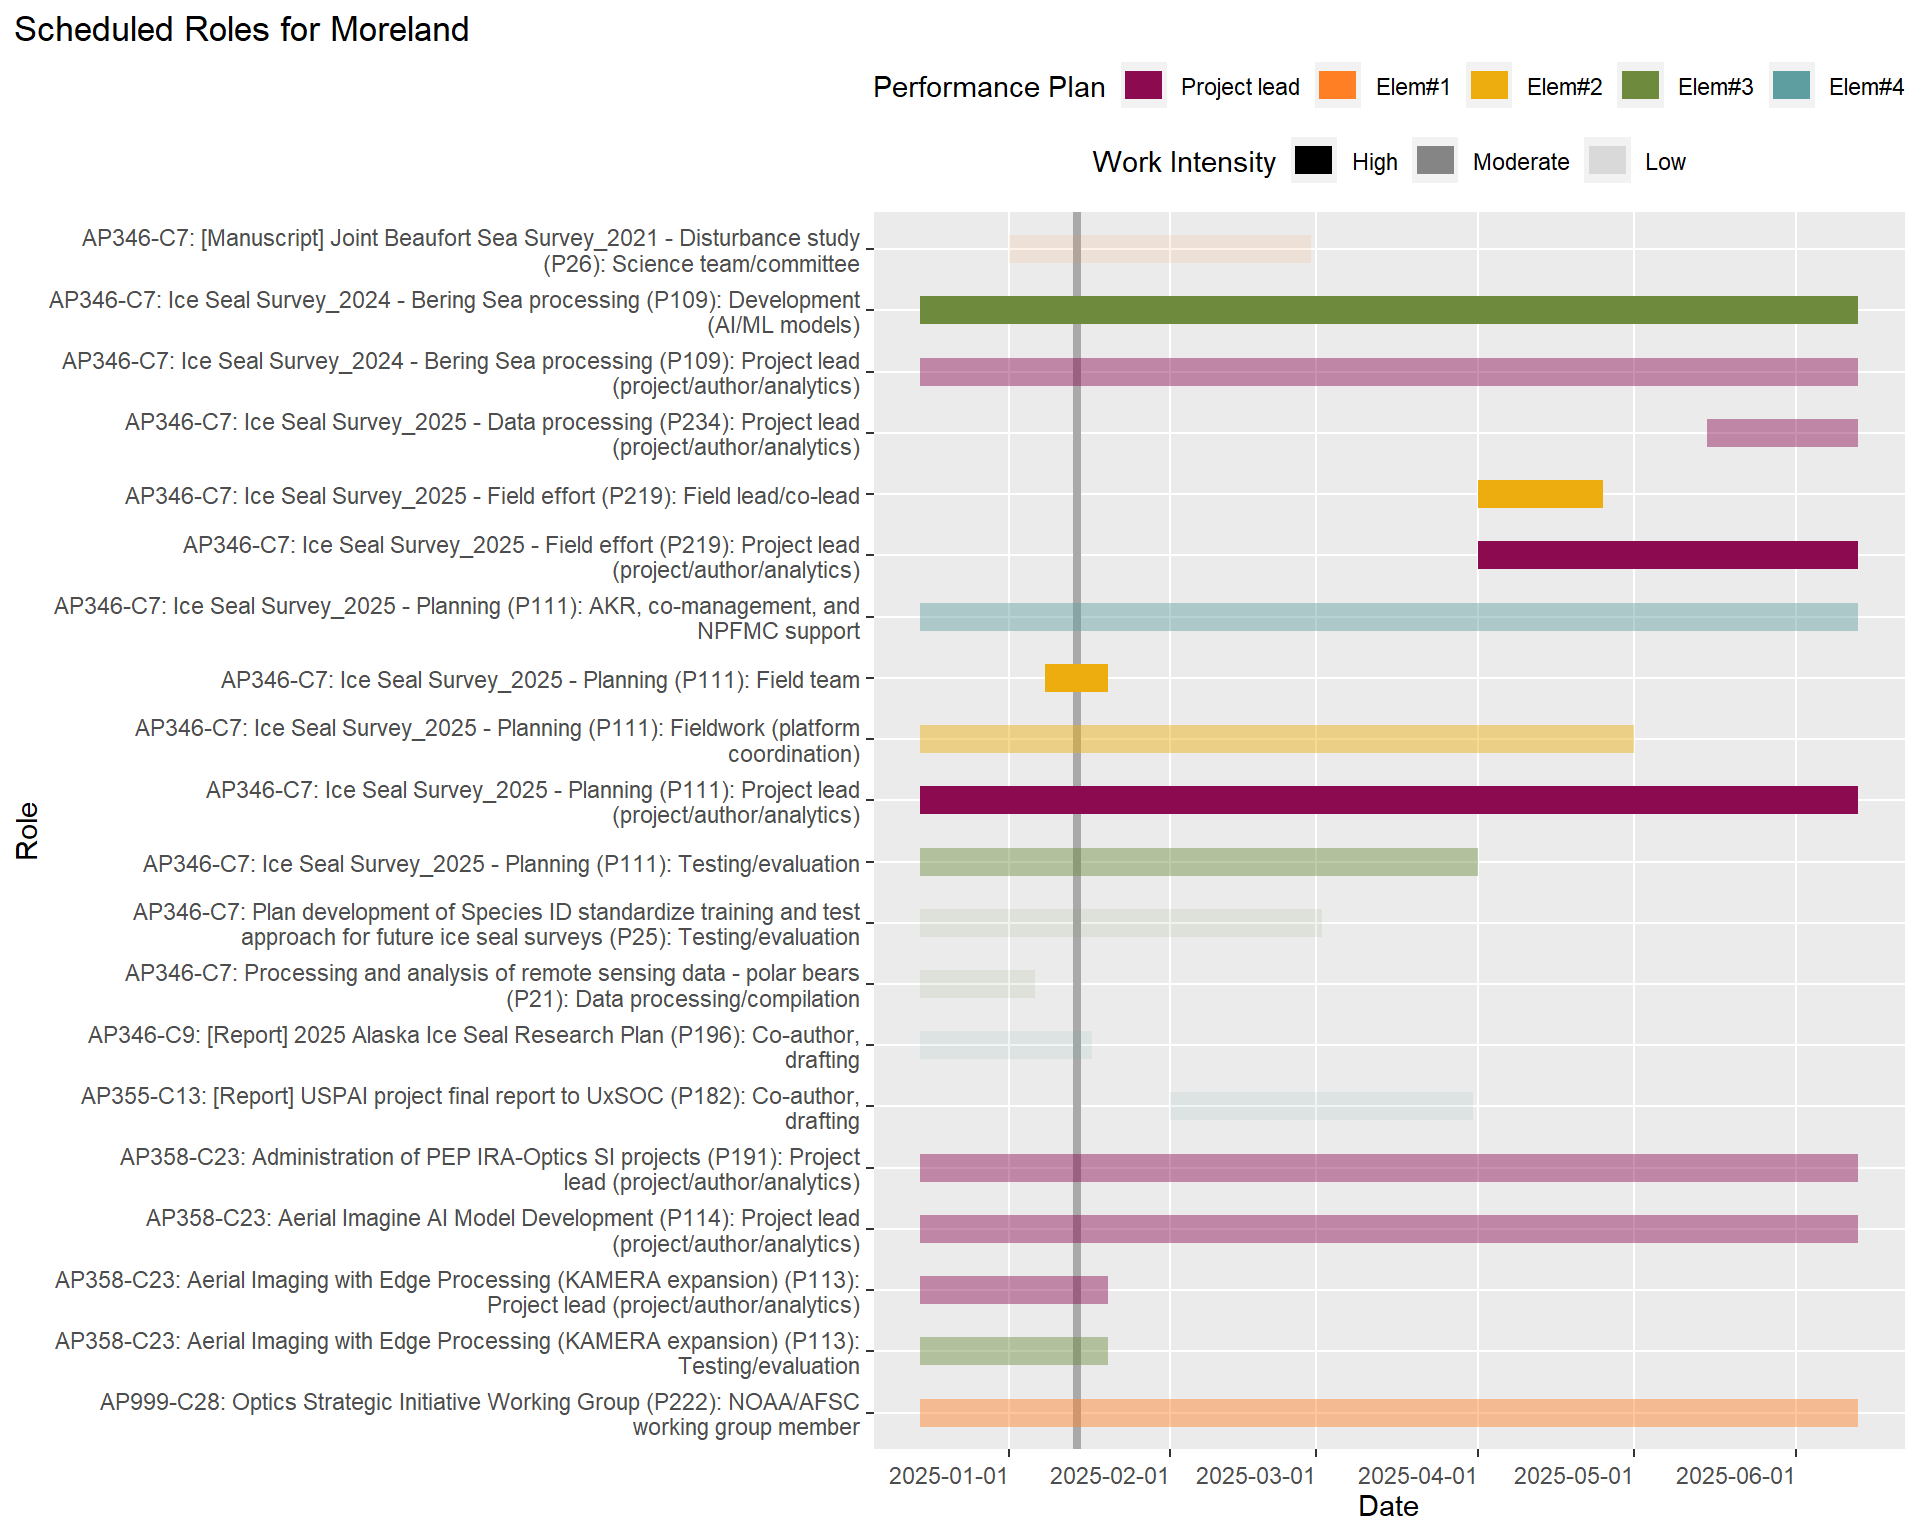 Scheduled Roles for Moreland
Performance Plan Project lead Elem#1 Elem#2 Elem#3 Elem#4
Work Intensity High Moderate Low
AP346-C7: [Manuscript] Joint Beaufort Sea Survey_2021 - Disturbance study
(P26): Science team/committee
AP346-C7: Ice Seal Survey_2024 - Bering Sea processing (P109): Development
(AI/ML models)
AP346-C7: Ice Seal Survey_2024 - Bering Sea processing (P109): Project lead
(project/author/analytics)
AP346-C7: Ice Seal Survey_2025 - Data processing (P234): Project lead
(project/author/analytics)
AP346-C7: Ice Seal Survey_2025 - Field effort (P219): Field lead/co-lead
AP346-C7: Ice Seal Survey_2025 - Field effort (P219): Project lead
(project/author/analytics)
AP346-C7: Ice Seal Survey_2025 - Planning (P111): AKR, co-management, and
NPFMC support
AP346-C7: Ice Seal Survey_2025 - Planning (P111): Field team
AP346-C7: Ice Seal Survey_2025 - Planning (P111): Fieldwork (platform
coordination)
AP346-C7: Ice Seal Survey_2025 - Planning (P111): Project lead
(project/author/analytics)
AP346-C7: Ice Seal Survey_2025 - Planning (P111): Testing/evaluation
AP346-C7: Plan development of Species ID standardize training and test
approach for future ice seal surveys (P25): Testing/evaluation
AP346-C7: Processing and analysis of remote sensing data - polar bears
(P21): Data processing/compilation
AP346-C9: [Report] 2025 Alaska Ice Seal Research Plan (P196): Co-author,
drafting
AP355-C13: [Report] USPAI project final report to UxSOC (P182): Co-author,
drafting
AP358-C23: Administration of PEP IRA-Optics SI projects (P191): Project
lead (project/author/analytics)
AP358-C23: Aerial Imagine AI Model Development (P114): Project lead
(project/author/analytics)
AP358-C23: Aerial Imaging with Edge Processing (KAMERA expansion) (P113):
Project lead (project/author/analytics)
AP358-C23: Aerial Imaging with Edge Processing (KAMERA expansion) (P113):
Testing/evaluation
AP999-C28: Optics Strategic Initiative Working Group (P222): NOAA/AFSC
working group member
Role
2025-01-01 2025-02-01 2025-03-01 2025-04-01 2025-05-01 2025-06-01
Date